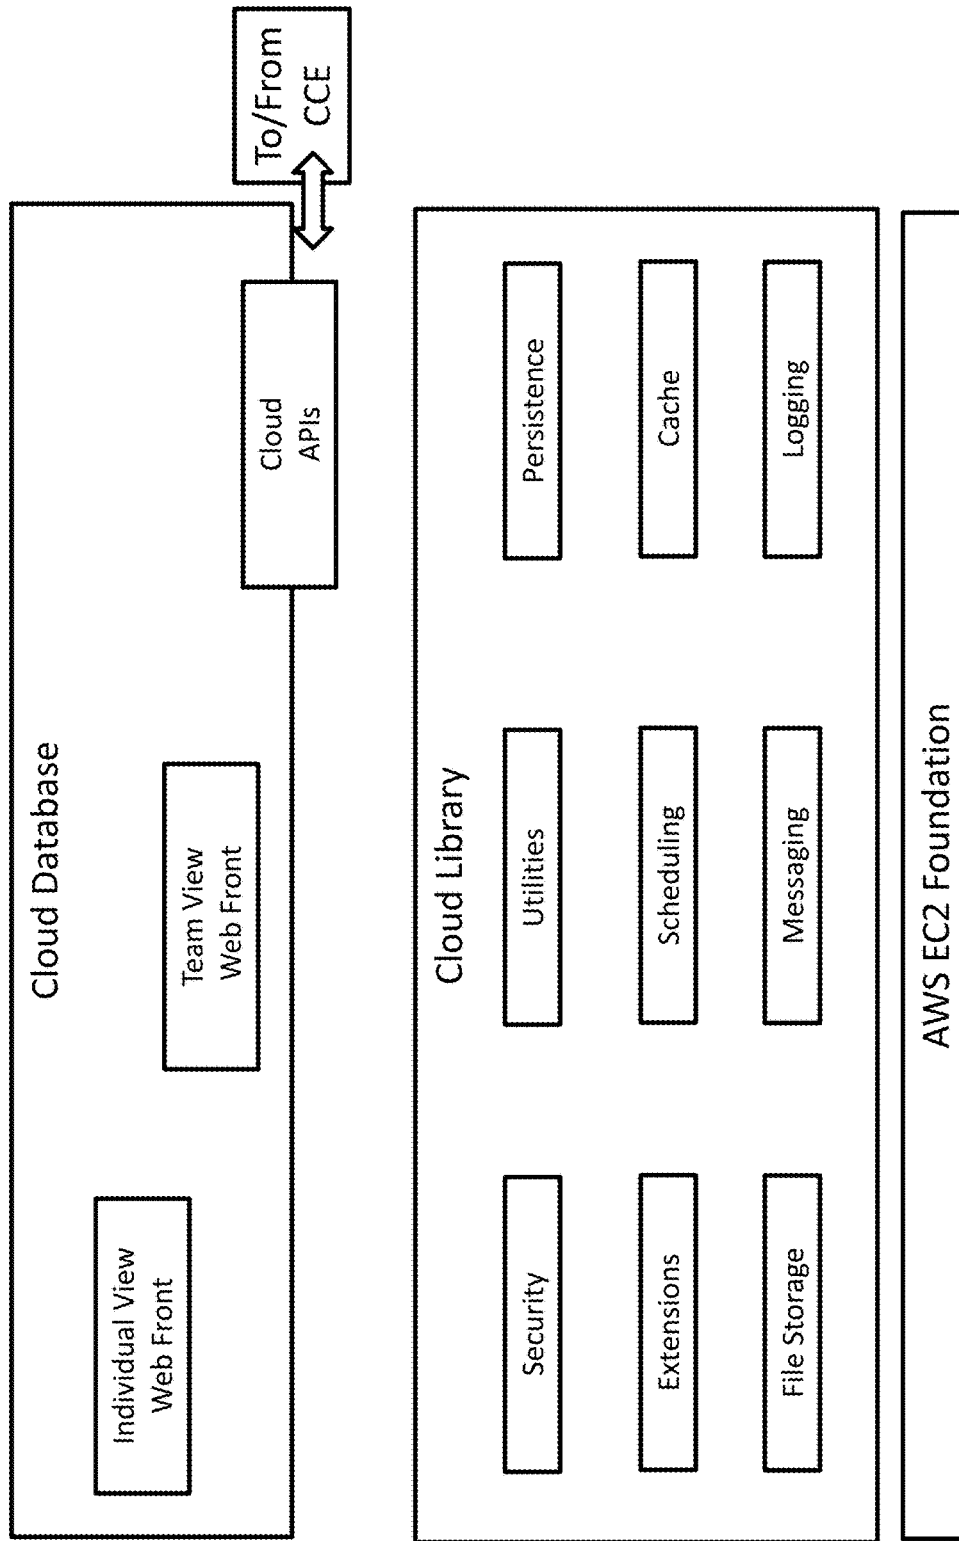 Cloud Database
Individual View
Web Front
Team View
Web Front
Cloud
APIs
To/From
CCE
Cloud Library
Security
Utilities
Persistence
Extensions
Scheduling
Cache
File Storage
Messaging
Logging
AWS EC2 Foundation